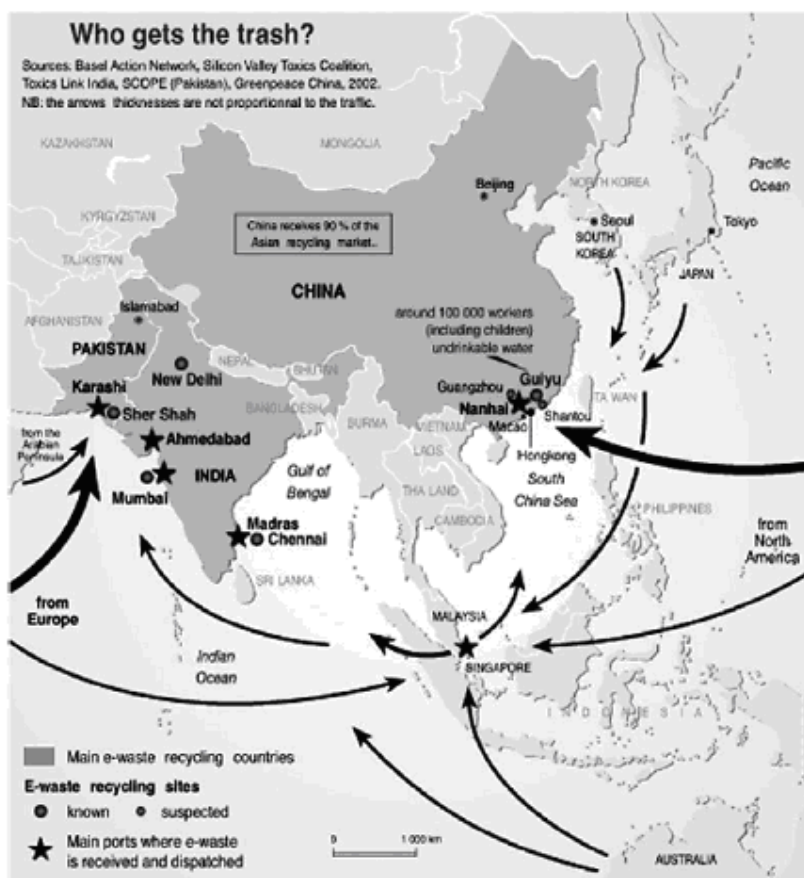 Who gets the trash?
Sources: Basel Action Network, Silicon Valley Toxics Coalition,
Toxics Link India, SCOPE (Pakistan), Greenpeace China, 2002.
NB: the arrows thicknesses are not proportionnal to the traffic.
KAZAKHSTAN
MONGOLIA
Pacific
Ocean
KYRGYZSTAN
TAJIKISTAN
AFGHANISTAN
Beijing
NORTH KOREA
Seoul
SOUTH
KOREA
Tokyo
JAPAN
China receives 90 % of the
Asian recycling market..
CHINA
around 100 000 workers
(including children)
undrinkable water
Islamabad
PAKISTAN
New Delhi
NEPAL
BHUTAN
Karashi
Sher Shah
BANGLADESH
Guangzhou
Guiyu
Nanhai
Shantou
Macao
Hongkong
TA WAN
from the
Arabian
Peninsula
Ahmedabad
INDIA
Mumbai
Gulf of
Bengal
BURMA
VIETNAM
LAOS
THA LAND
CAMBODIA
South
China Sea
PHILIPPINES
Madras
Chennai
SRI LANKA
from
Europe
from
North
America
MALAYSIA
SINGAPORE
Indian
Ocean
INDONESIA
Main e-waste recycling countries
E-waste recycling sites
known
suspected
Main ports where e-waste
is received and dispatched
0 1 000 km
AUSTRALIA